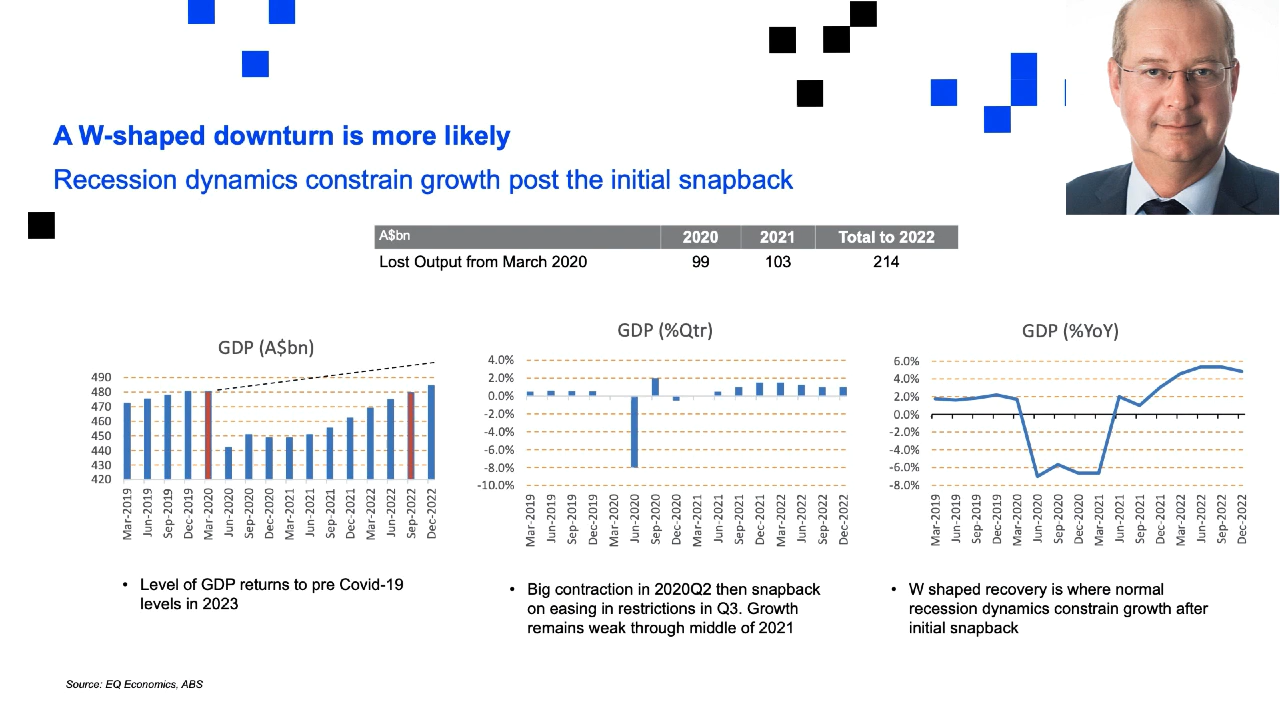 A W-shaped downturn is more likely
Recession dynamics constrain growth post the initial snapback
A$bn 2020 2021 Total to 2022
Lost Output from March 2020 99 103 214
GDP (A$bn)
490
480
470
460
450
440
430
420
Mar-2019
Jun-2019
Sep-2019
Dec-2019
Mar-2020
Jun-2020
Sep-2020
Dec-2020
Mar-2021
Jun-2021
Sep-2021
Dec-2021
Mar-2022
Jun-2022
Sep-2022
Dec-2022
• Level of GDP returns to pre Covid-19
levels in 2023
GDP (%Qtr)
4.0%
2.0%
0.0%
-2.0%
-4.0%
-6.0%
-8.0%
-10.0%
Mar-2019
Jun-2019
Sep-2019
Dec-2019
Mar-2020
Jun-2020
Sep-2020
Dec-2020
Mar-2021
Jun-2021
Sep-2021
Dec-2021
Mar-2022
Jun-2022
Sep-2022
Dec-2022
• Big contraction in 2020Q2 then snapback
on easing in restrictions in Q3. Growth
remains weak through middle of 2021
GDP (%YoY)
6.0%
4.0%
2.0%
0.0%
-2.0%
-4.0%
-6.0%
-8.0%
Mar-2019
Jun-2019
Sep-2019
Dec-2019
Mar-2020
Jun-2020
Sep-2020
Dec-2020
Mar-2021
Jun-2021
Sep-2021
Dec-2021
Mar-2022
Jun-2022
Sep-2022
Dec-2022
• W shaped recovery is where normal
recession dynamics constrain growth after
initial snapback
Source: EQ Economics, ABS